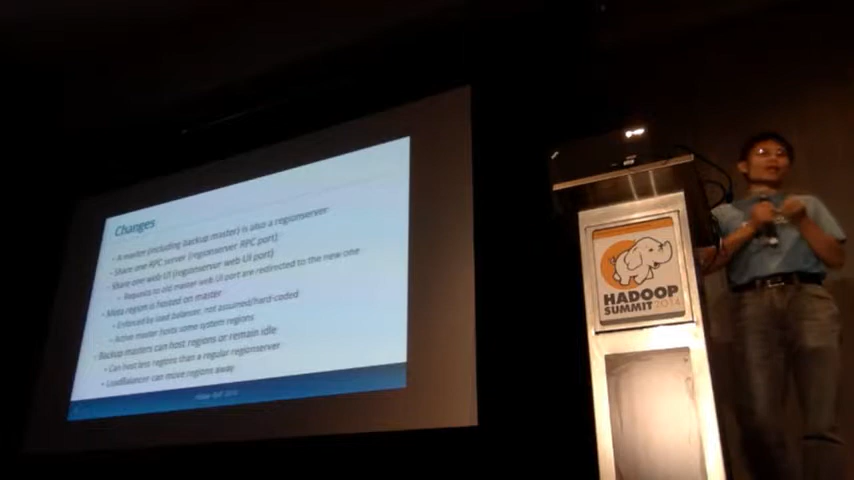 Changes
- A master (including backup master) is also a regionserver
- Share one RPC server (regionserver RPC port)
- Share one web UI (regionserver web UI port)
• Requests to old master web UI port are redirected to the new one
- Meta region is hosted on master
• Enforced by load balancer, not assumed/hard-coded
• Active master hosts some system regions
- Backup masters can host regions or remain idle
• Can host less regions than a regular regionserver
• LoadBalancer can move regions away
HADOOP
SUMMIT 2014